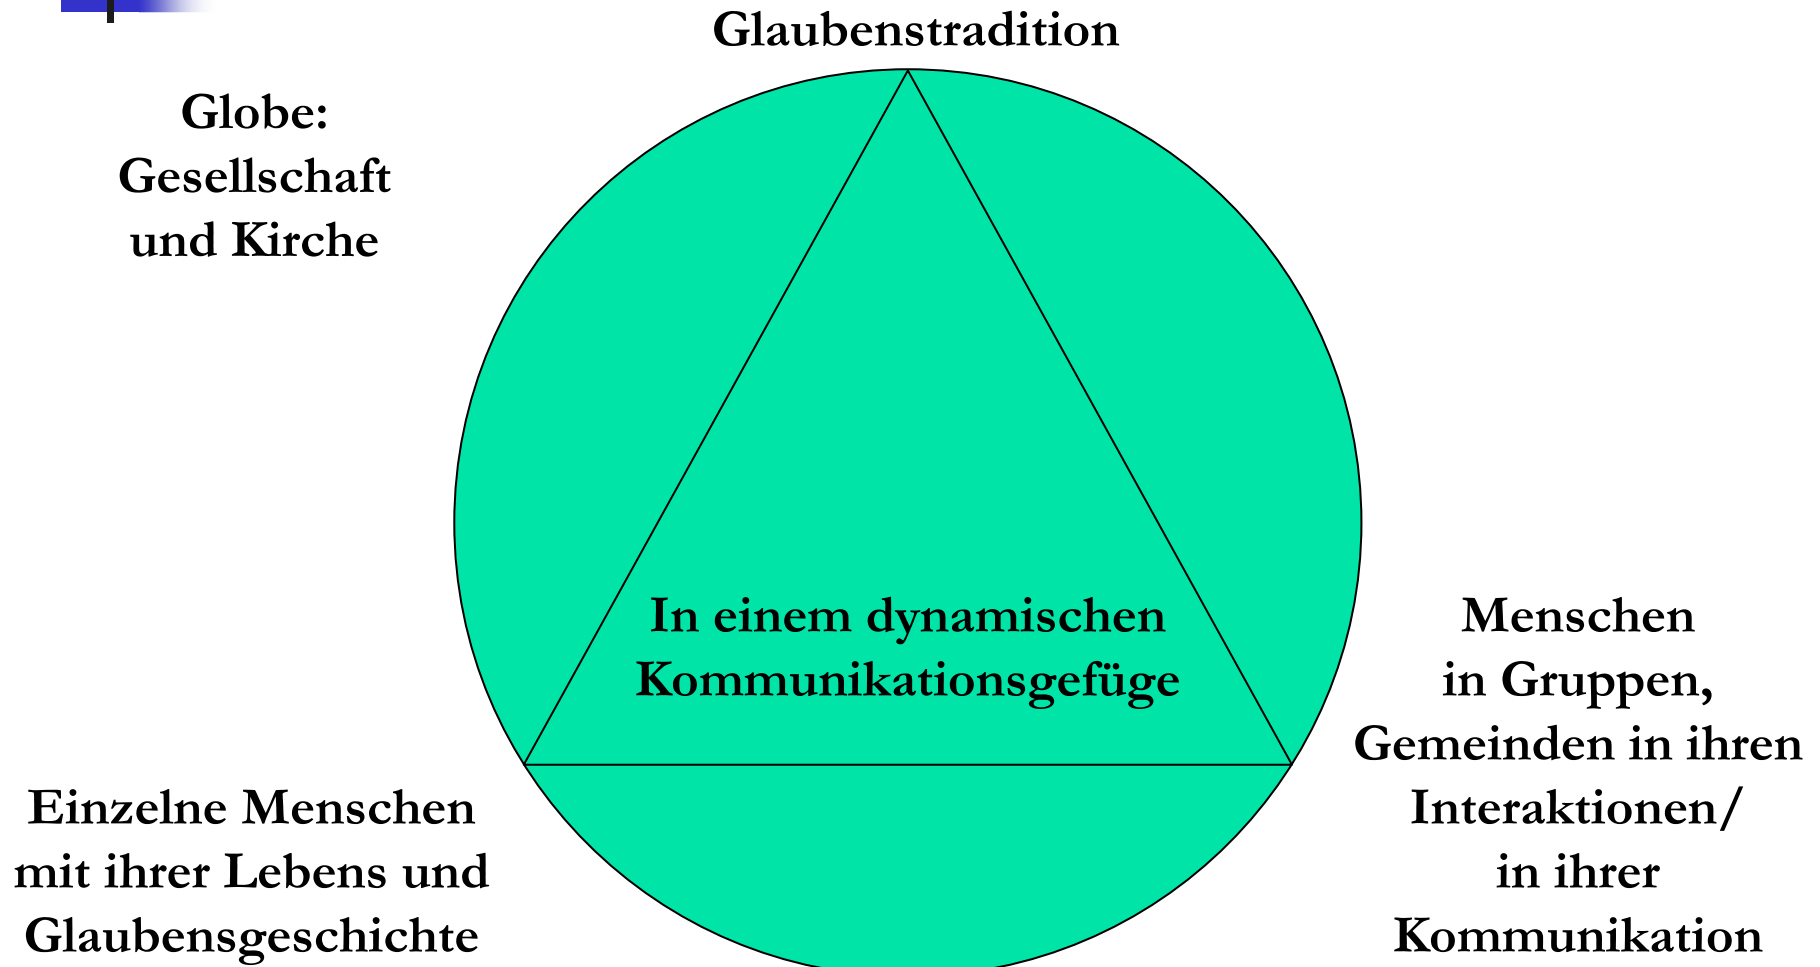 Glaubenstradition
Globe:
Gesellschaft
und Kirche
In einem dynamischen
Kommunikationsgefüge
Menschen
in Gruppen,
Gemeinden in ihren
Interaktionen/
in ihrer
Kommunikation
Einzelne Menschen
mit ihrer Lebens und
Glaubensgeschichte